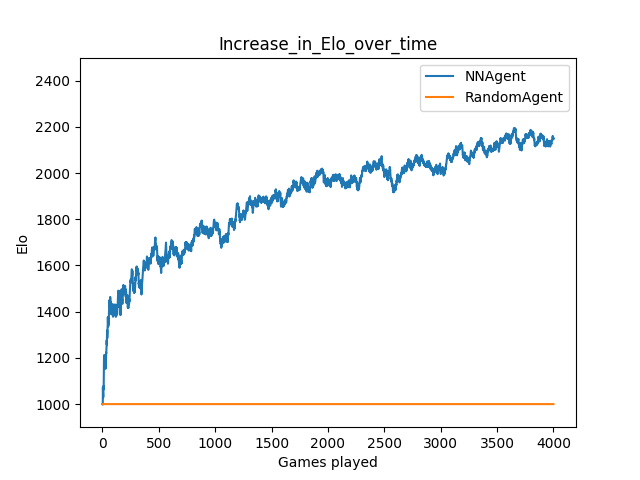 Increase_in_Elo_over_time
NNAgent
RandomAgent
2400
2200
2000
1800
1600
1400
1200
1000
Elo
0 500 1000 1500 2000 2500 3000 3500 4000
Games played